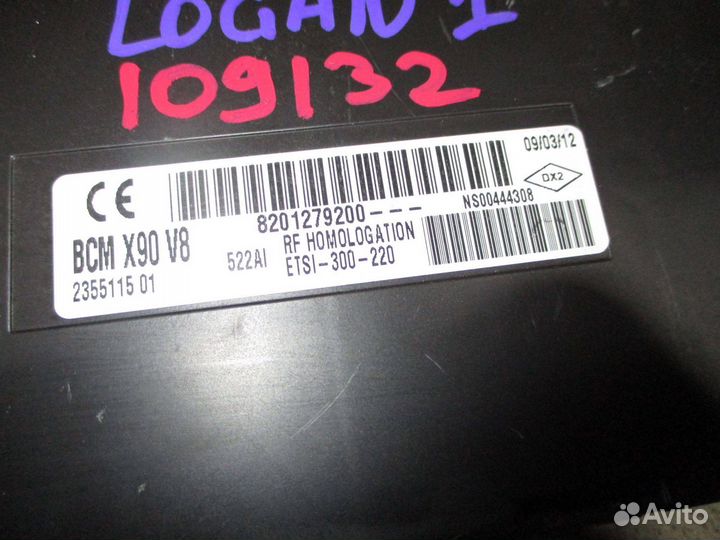 LOGAN 1
109132
09/03/12
CE
DX2
8201279200---
NS00444308
BCM X90 V8
522AI
RF HOMOLOGATION
ETSI-300-220
2355115 01
Avito